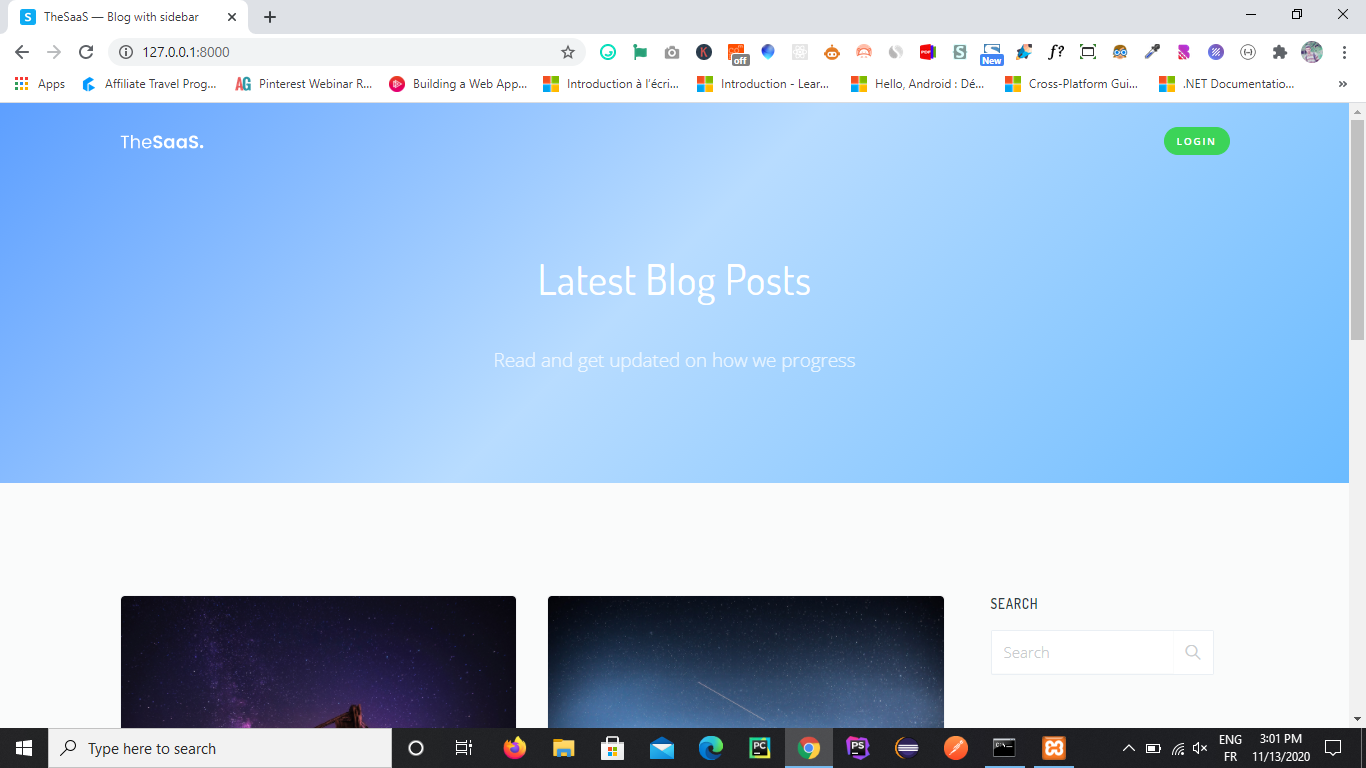 TheSaaS — Blog with sidebar
127.0.0.1:8000
off
New
f?
Apps
Affiliate Travel Prog...
Pinterest Webinar R...
Building a Web App...
Introduction à l'écri...
Introduction - Lear...
Hello, Android : Dé...
Cross-Platform Gui...
.NET Documentatio...
TheSaaS.
LOGIN
Latest Blog Posts
Read and get updated on how we progress
SEARCH
Search
Type here to search
ENG
FR
3:01 PM
11/13/2020